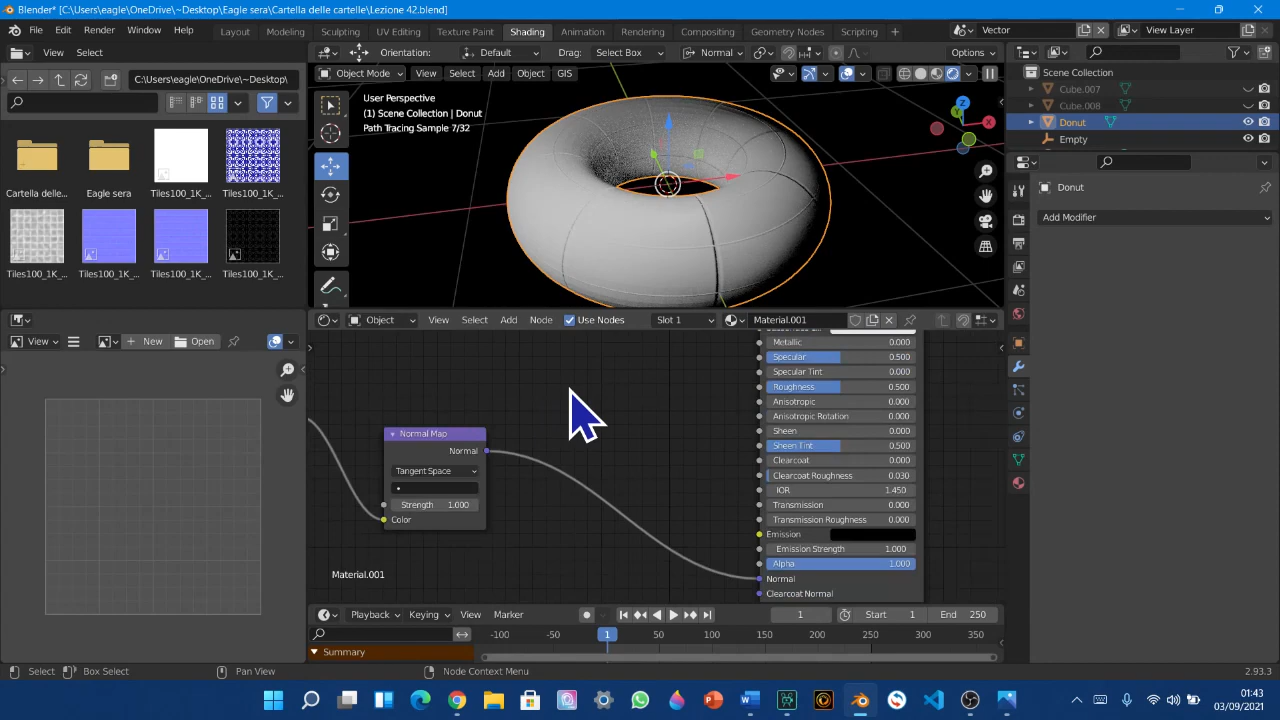 Blender* [C:\Users\eagle\OneDrive\~Desktop\Eagle sera\Cartella delle cartelle\Lezione 42.blend]
File Edit Render Window Help
Layout Modeling Sculpting UV Editing Texture Paint Shading Animation Rendering Compositing Geometry Nodes Scripting +
Vector
View Layer
View Select
Orientation: Default Drag: Select Box Normal Options
C:\Users\eagle\OneDrive\~Desktop\
Object Mode View Select Add Object GIS
User Perspective
(1) Scene Collection | Donut
Path Tracing Sample 7/32
Cartella delle...
Eagle sera
Tiles100_1K_...
Tiles100_1K_...
Tiles100_1K_...
Tiles100_1K_...
Tiles100_1K_...
Tiles100_1K_...
Scene Collection
Cube.007
Cube.008
Donut
Empty
Donut
Add Modifier
Object View Select Add Node Use Nodes Slot 1 Material.001
View New Open
Metallic 0.000
Specular 0.500
Specular Tint 0.000
Roughness 0.500
Anisotropic 0.000
Anisotropic Rotation 0.000
Sheen 0.000
Sheen Tint 0.500
Clearcoat 0.000
Clearcoat Roughness 0.030
IOR 1.450
Transmission 0.000
Transmission Roughness 0.000
Emission
Emission Strength 1.000
Alpha 1.000
Normal
Clearcoat Normal
Normal Map
Normal
Tangent Space
Strength 1.000
Color
Material.001
Playback Keying View Marker 1 Start 1 End 250
-100 -50 1 50 100 150 200 250 300 350
Summary
Select Box Select Pan View Node Context Menu 2.93.3
01:43
03/09/2021